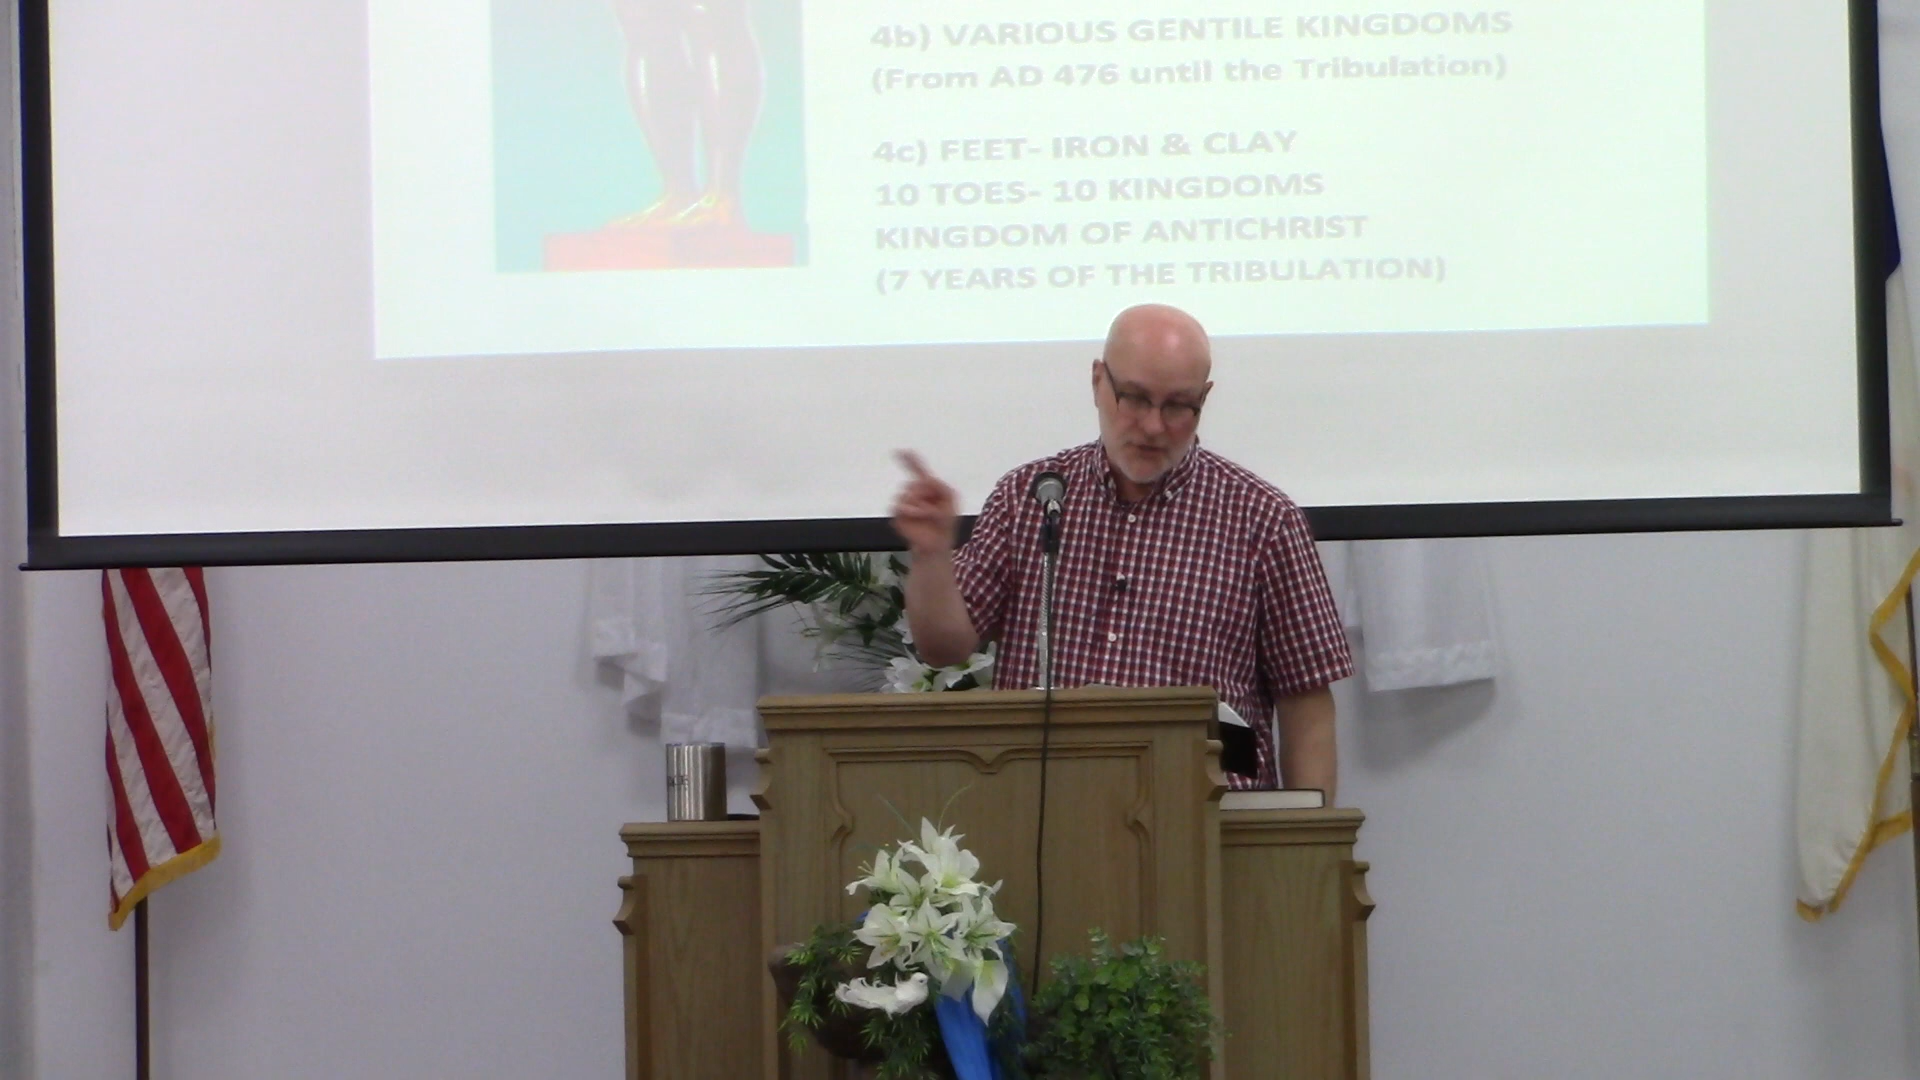 4b) VARIOUS GENTILE KINGDOMS
(From AD 476 until the Tribulation)
4c) FEET- IRON & CLAY
10 TOES- 10 KINGDOMS
KINGDOM OF ANTICHRIST
(7 YEARS OF THE TRIBULATION)